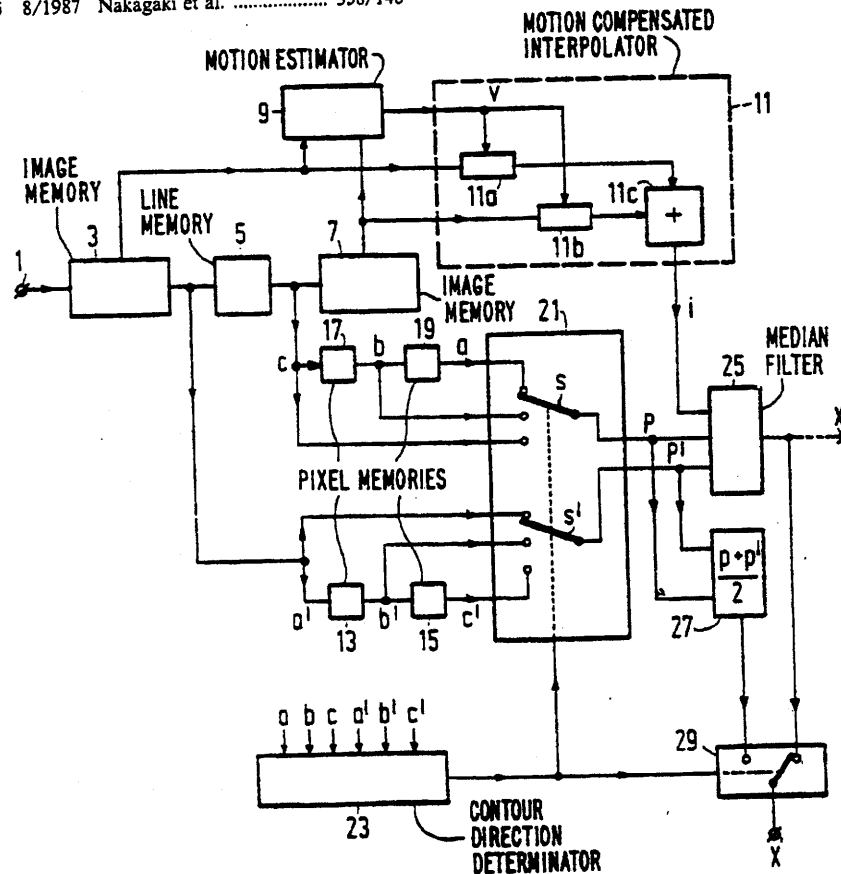 8/1987 Nakagaki et al. .................... 358/140
MOTION COMPENSATED
INTERPOLATOR
MOTION ESTIMATOR
9
V
11
IMAGE
MEMORY
LINE
MEMORY
11a
11c
+
11b
1
3
5
7
IMAGE
MEMORY
i
17
19
21
c
b
a
s
MEDIAN
FILTER
25
P
P'
X
PIXEL MEMORIES
s'
p+p'
2
27
a'
13
b'
15
c'
a b c a' b' c'
29
23
CONTOUR
DIRECTION
DETERMINATOR
X